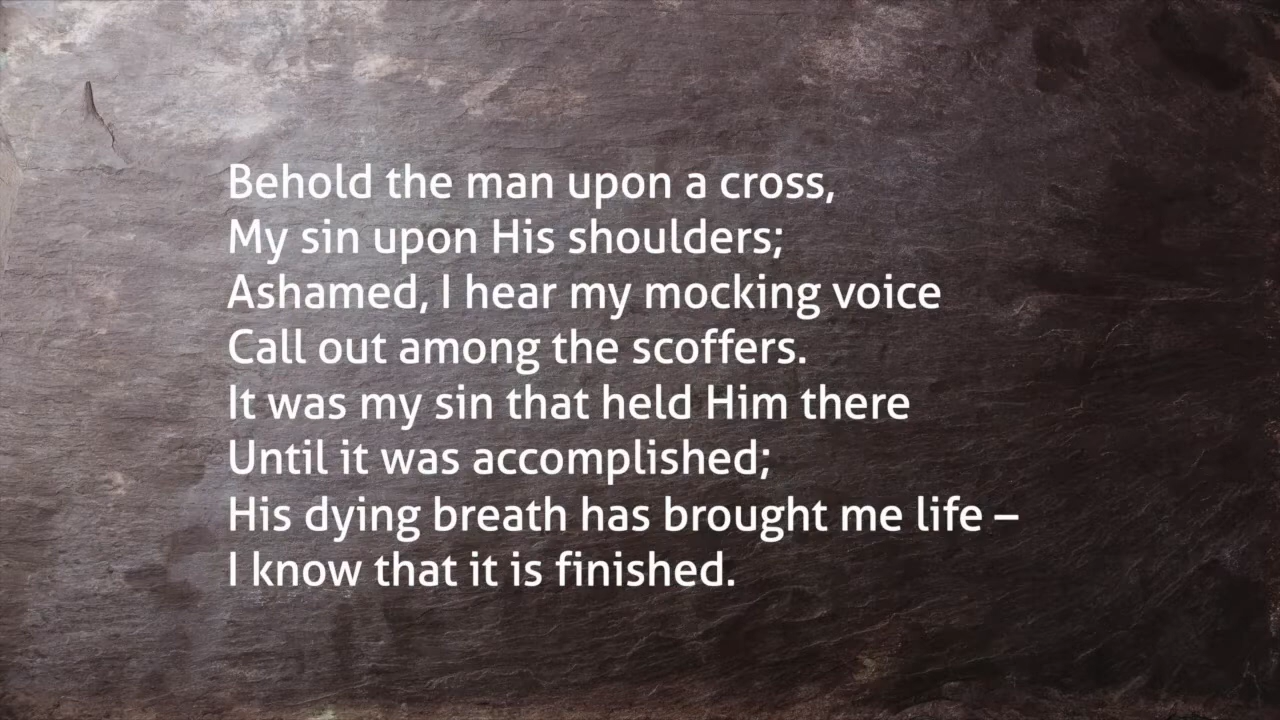 Behold the man upon a cross,
My sin upon His shoulders;
Ashamed, I hear my mocking voice
Call out among the scoffers.
It was my sin that held Him there
Until it was accomplished;
His dying breath has brought me life –
I know that it is finished.